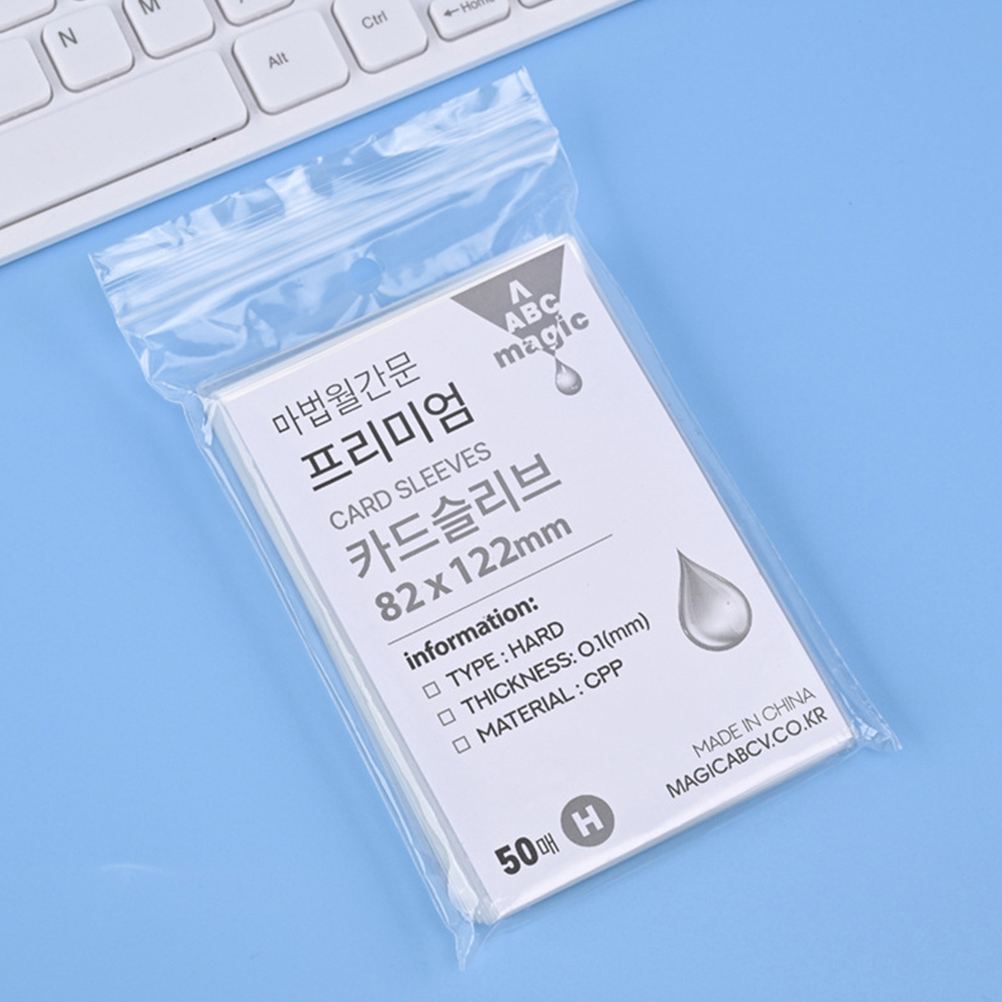 N
M
Alt
Ctrl
←Home
ABC
magic
마법월간문
프리미엄
CARD SLEEVES
카드슬리브
82 x 122mm
information:
□ TYPE : HARD
□ THICKNESS: 0.1(mm)
□ MATERIAL : CPP
MADE IN CHINA
MAGICABCV.CO.KR
50매 H